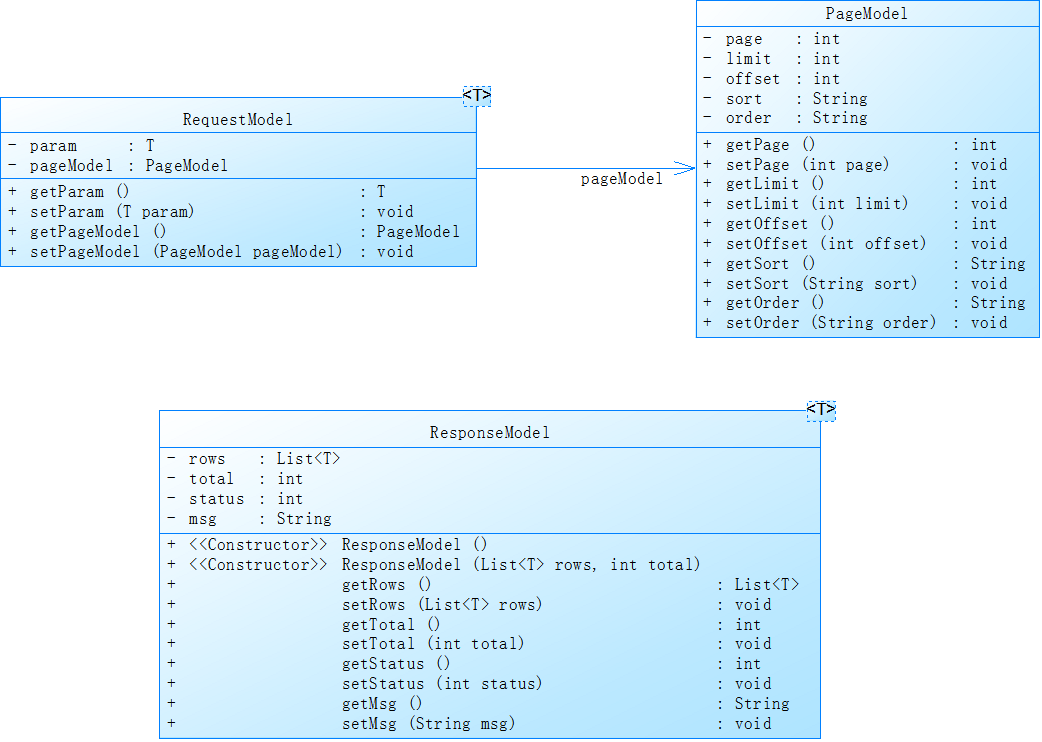 <T>
RequestModel
- param : T
- pageModel : PageModel
+ getParam () : T
+ setParam (T param) : void
+ getPageModel () : PageModel
+ setPageModel (PageModel pageModel) : void
pageModel
PageModel
- page : int
- limit : int
- offset : int
- sort : String
- order : String
+ getPage () : int
+ setPage (int page) : void
+ getLimit () : int
+ setLimit (int limit) : void
+ getOffset () : int
+ setOffset (int offset) : void
+ getSort () : String
+ setSort (String sort) : void
+ getOrder () : String
+ setOrder (String order) : void
<T>
ResponseModel
- rows : List<T>
- total : int
- status : int
- msg : String
+ <<Constructor>> ResponseModel ()
+ <<Constructor>> ResponseModel (List<T> rows, int total)
+ getRows () : List<T>
+ setRows (List<T> rows) : void
+ getTotal () : int
+ setTotal (int total) : void
+ getStatus () : int
+ setStatus (int status) : void
+ getMsg () : String
+ setMsg (String msg) : void